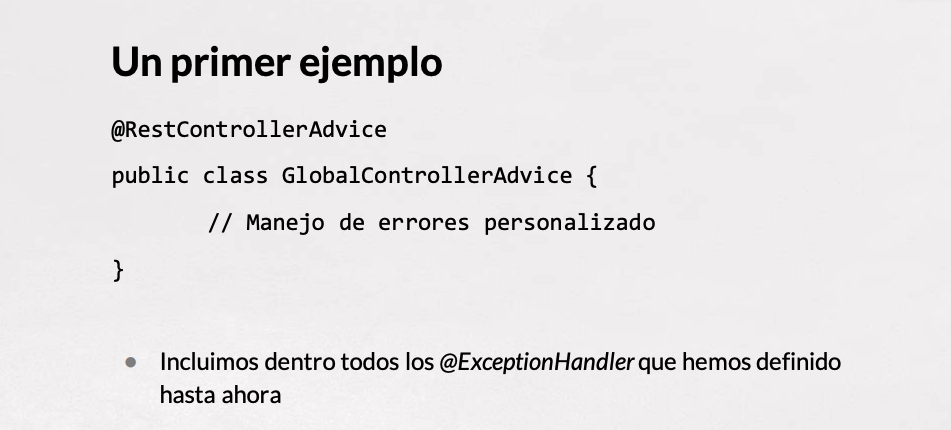 Un primer ejemplo
@RestControllerAdvice
public class GlobalControllerAdvice {
// Manejo de errores personalizado
}
● Incluimos dentro todos los @ExceptionHandler que hemos definido
hasta ahora